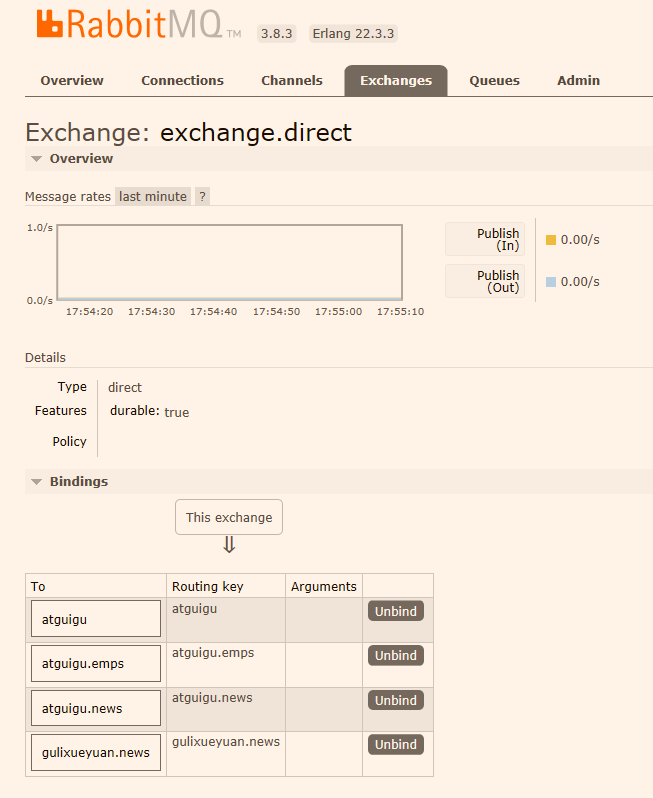 RabbitMQ TM 3.8.3 Erlang 22.3.3
Overview Connections Channels Exchanges Queues Admin
Exchange: exchange.direct
Overview
Message rates last minute ?
1.0/s
0.0/s
17:54:20 17:54:30 17:54:40 17:54:50 17:55:00 17:55:10
Publish
(In)
0.00/s
Publish
(Out)
0.00/s
Details
Type direct
Features durable: true
Policy
Bindings
This exchange
⇓
To Routing key Arguments
atguigu atguigu Unbind
atguigu.emps atguigu.emps Unbind
atguigu.news atguigu.news Unbind
gulixueyuan.news gulixueyuan.news Unbind